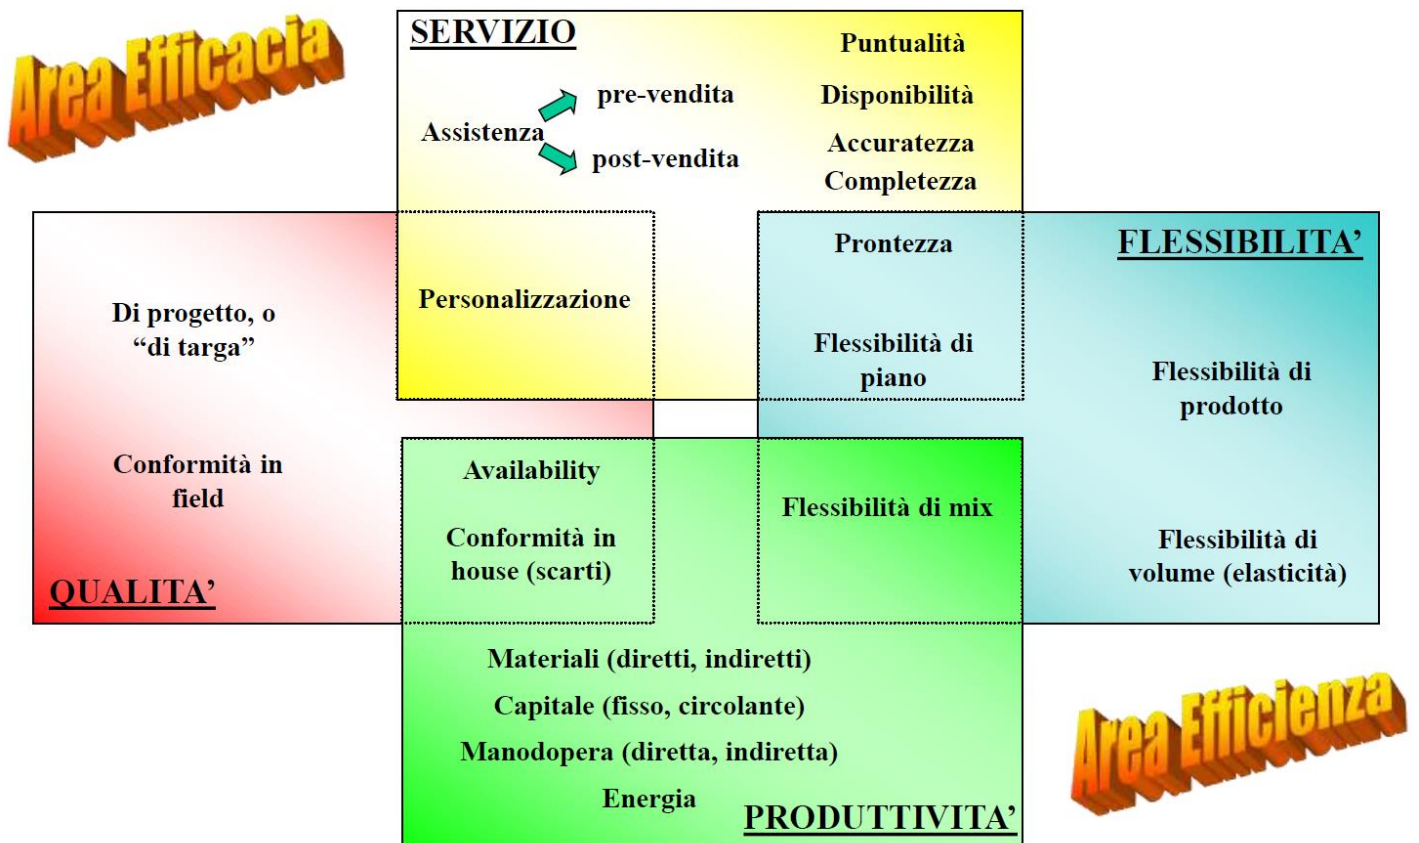 Area Efficacia
SERVIZIO
Assistenza
pre-vendita
post-vendita
Puntualità
Disponibilità
Accuratezza
Completezza
Di progetto, o
“di targa”
Conformità in
field
QUALITA’
Personalizzazione
Prontezza
Flessibilità di
piano
FLESSIBILITA’
Flessibilità di
prodotto
Flessibilità di
volume (elasticità)
Availability
Conformità in
house (scarti)
Flessibilità di mix
Materiali (diretti, indiretti)
Capitale (fisso, circolante)
Manodopera (diretta, indiretta)
Energia
PRODUTTIVITA’
Area Efficienza